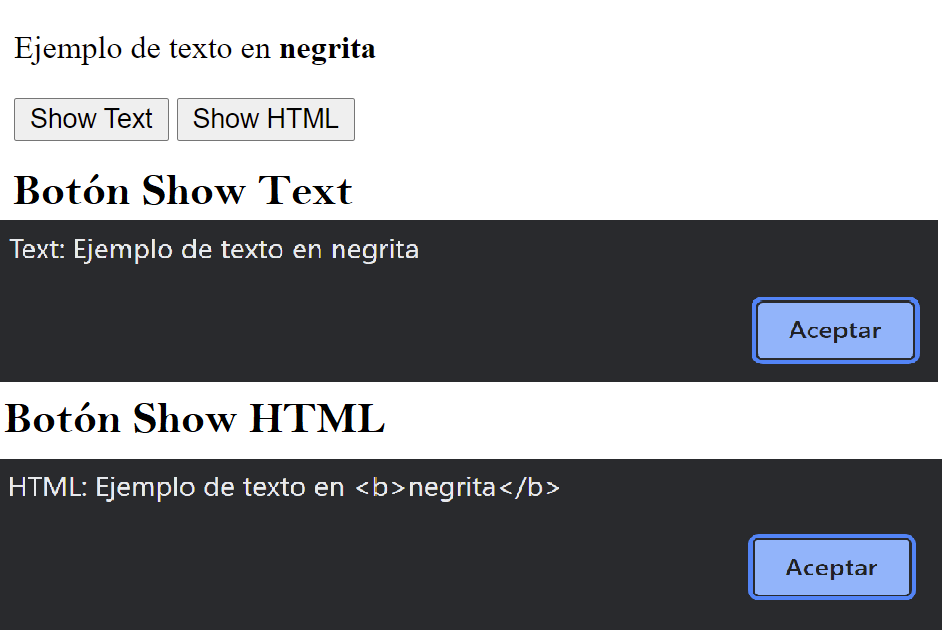 Ejemplo de texto en negrita
Show Text Show HTML
Botón Show Text
Text: Ejemplo de texto en negrita
Aceptar
Botón Show HTML
HTML: Ejemplo de texto en <b>negrita</b>
Aceptar